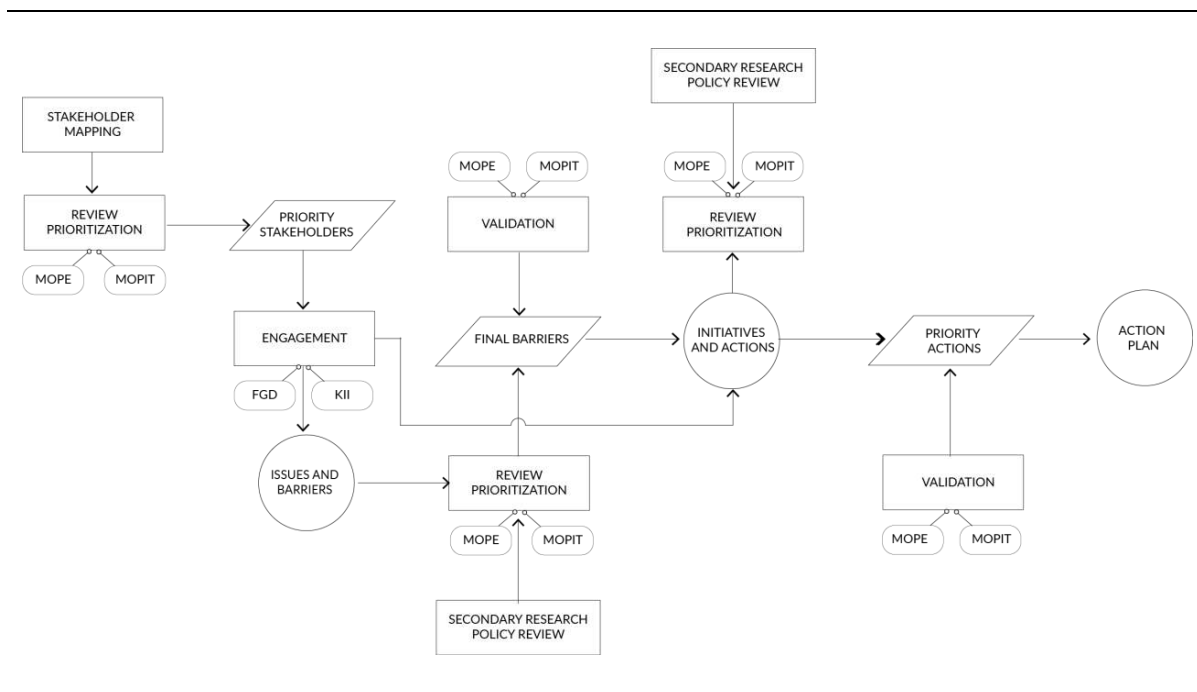 SECONDARY RESEARCH
POLICY REVIEW
STAKEHOLDER
MAPPING
MOPE
MOPIT
MOPE
MOPIT
REVIEW
PRIORITIZATION
PRIORITY
STAKEHOLDERS
VALIDATION
REVIEW
PRIORITIZATION
MOPE
MOPIT
ENGAGEMENT
FINAL BARRIERS
INITIATIVES
AND ACTIONS
PRIORITY
ACTIONS
ACTION
PLAN
FGD
KII
ISSUES AND
BARRIERS
REVIEW
PRIORITIZATION
VALIDATION
MOPE
MOPIT
MOPE
MOPIT
SECONDARY RESEARCH
POLICY REVIEW